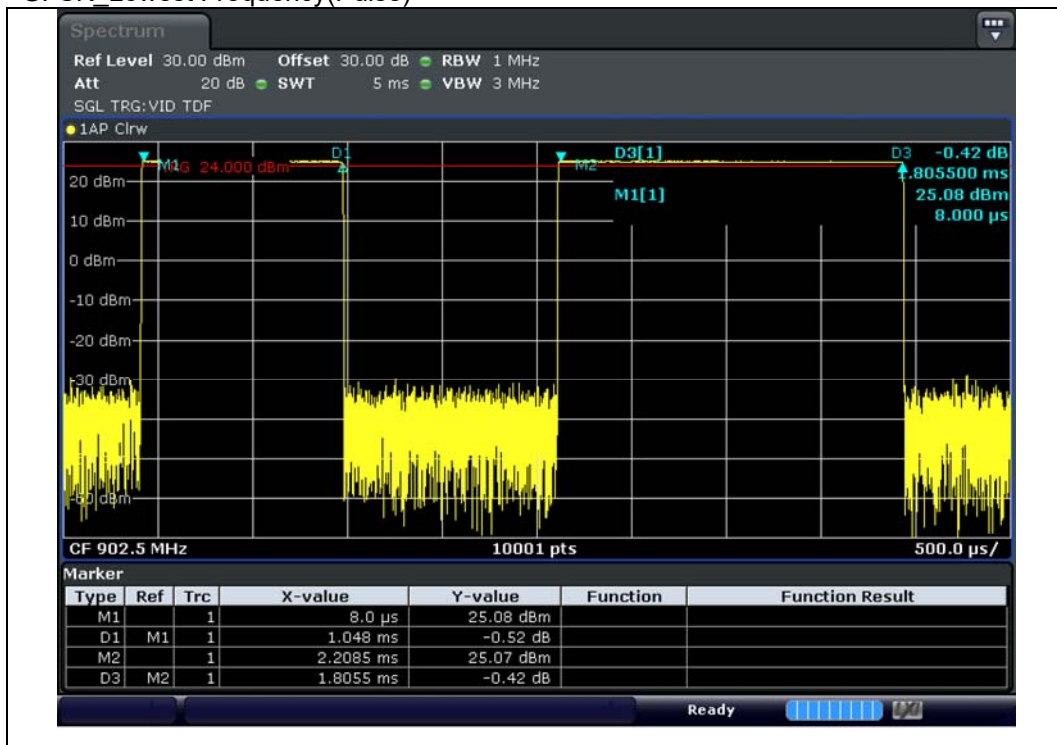 Spectrum
Ref Level 30.00 dBm Offset 30.00 dB RBW 1 MHz
Att 20 dB SWT 5 ms VBW 3 MHz
SGL TRG:VID TDF
1AP Clrw
M1 24.000 dBm D1 M2 D3[1] D3 -0.42 dB
1.805500 ms
20 dBm
M1[1] 25.08 dBm
10 dBm 8.000 µs
0 dBm
-10 dBm
-20 dBm
-30 dBm
CF 902.5 MHz 10001 pts 500.0 µs/
Marker
Type Ref Trc X-value Y-value Function Function Result
M1 1 8.0 µs 25.08 dBm
D1 M1 1 1.048 ms -0.52 dB
M2 1 2.2085 ms 25.07 dBm
D3 M2 1 1.8055 ms -0.42 dB
Ready